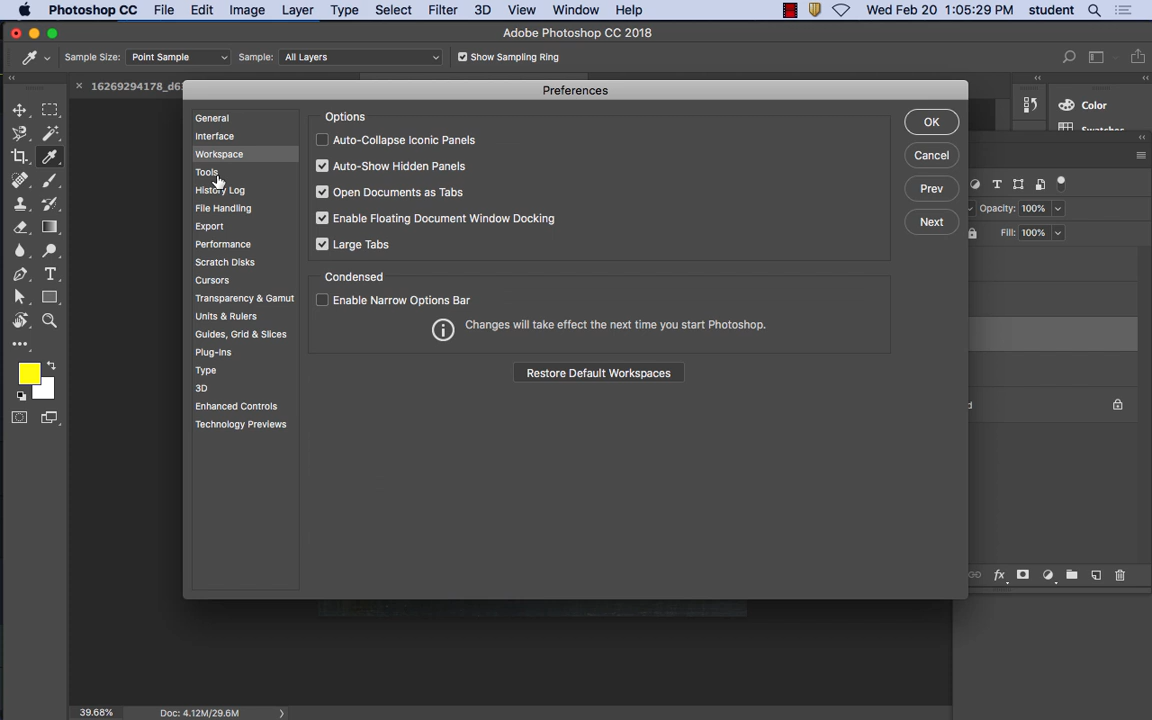 Photoshop CC File Edit Image Layer Type Select Filter 3D View Window Help Wed Feb 20 1:05:29 PM student
Adobe Photoshop CC 2018
Sample Size: Point Sample Sample: All Layers Show Sampling Ring
16269294178_d6
Color
Preferences
General
Interface
Workspace
Tools
History Log
File Handling
Export
Performance
Scratch Disks
Cursors
Transparency & Gamut
Units & Rulers
Guides, Grid & Slices
Plug-Ins
Type
3D
Enhanced Controls
Technology Previews
Options
Auto-Collapse Iconic Panels
Auto-Show Hidden Panels
Open Documents as Tabs
Enable Floating Document Window Docking
Large Tabs
Condensed
Enable Narrow Options Bar
Changes will take effect the next time you start Photoshop.
Restore Default Workspaces
OK
Cancel
Prev
Next
Opacity: 100%
Fill: 100%
39.68% Doc: 4.12M/29.6M